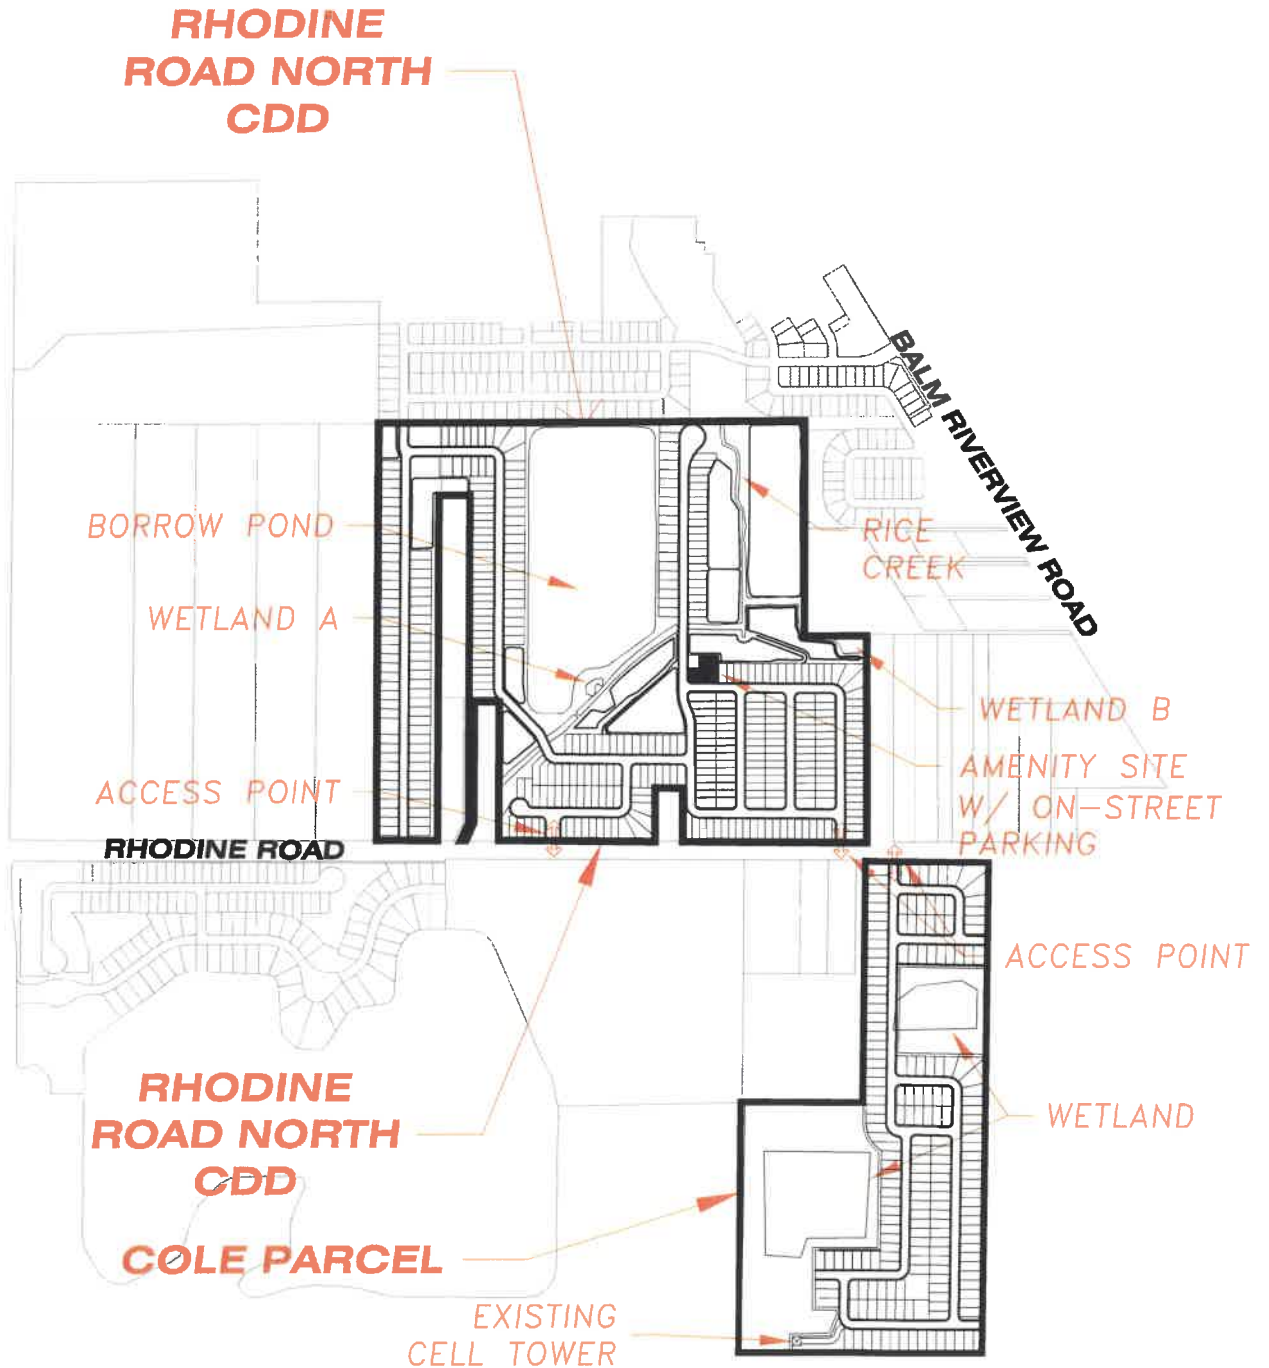 RHODINE
ROAD NORTH
CDD
BALM RIVERVIEW ROAD
BORROW POND
RICE
CREEK
WETLAND A
WETLAND B
AMENITY SITE
W/ ON-STREET
PARKING
ACCESS POINT
RHODINE ROAD
ACCESS POINT
RHODINE
ROAD NORTH
CDD
WETLAND
COLE PARCEL
EXISTING
CELL TOWER